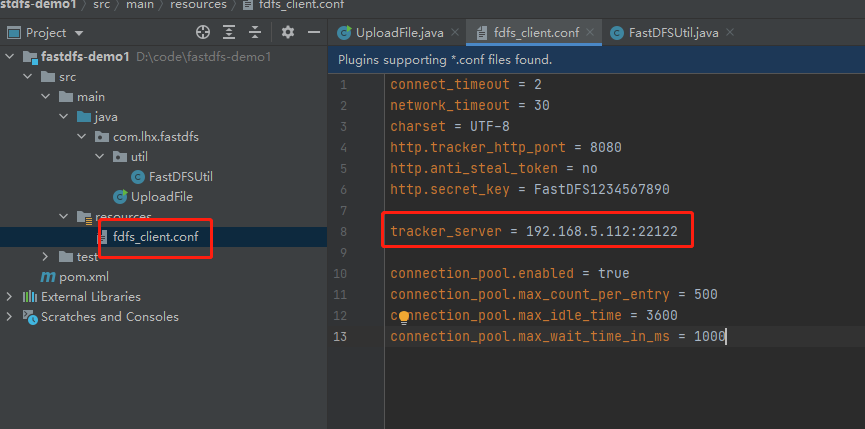 stdfs-demo1 › src › main › resources › fdfs_client.conf
Project
UploadFile.java
fdfs_client.conf
FastDFSUtil.java
fastdfs-demo1 D:\code\fastdfs-demo1
src
main
java
com.lhx.fastdfs
util
FastDFSUtil
UploadFile
resources
fdfs_client.conf
test
pom.xml
External Libraries
Scratches and Consoles
Plugins supporting *.conf files found.
1 connect_timeout = 2
2 network_timeout = 30
3 charset = UTF-8
4 http.tracker_http_port = 8080
5 http.anti_steal_token = no
6 http.secret_key = FastDFS1234567890
7
8 tracker_server = 192.168.5.112:22122
9
10 connection_pool.enabled = true
11 connection_pool.max_count_per_entry = 500
12 connection_pool.max_idle_time = 3600
13 connection_pool.max_wait_time_in_ms = 1000